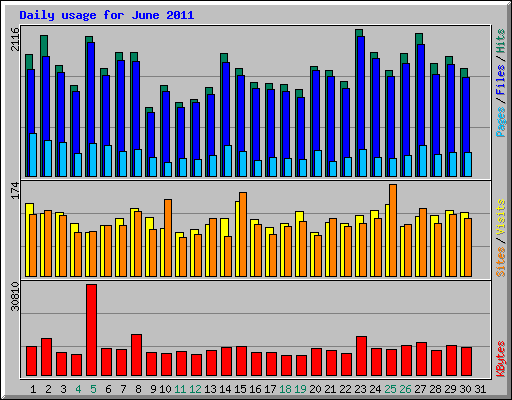 Daily usage for June 2011
2116
Pages / Files / Hits
174
Sites / Visits
30810
KBytes
1 2 3 4 5 6 7 8 9 10 11 12 13 14 15 16 17 18 19 20 21 22 23 24 25 26 27 28 29 30 31